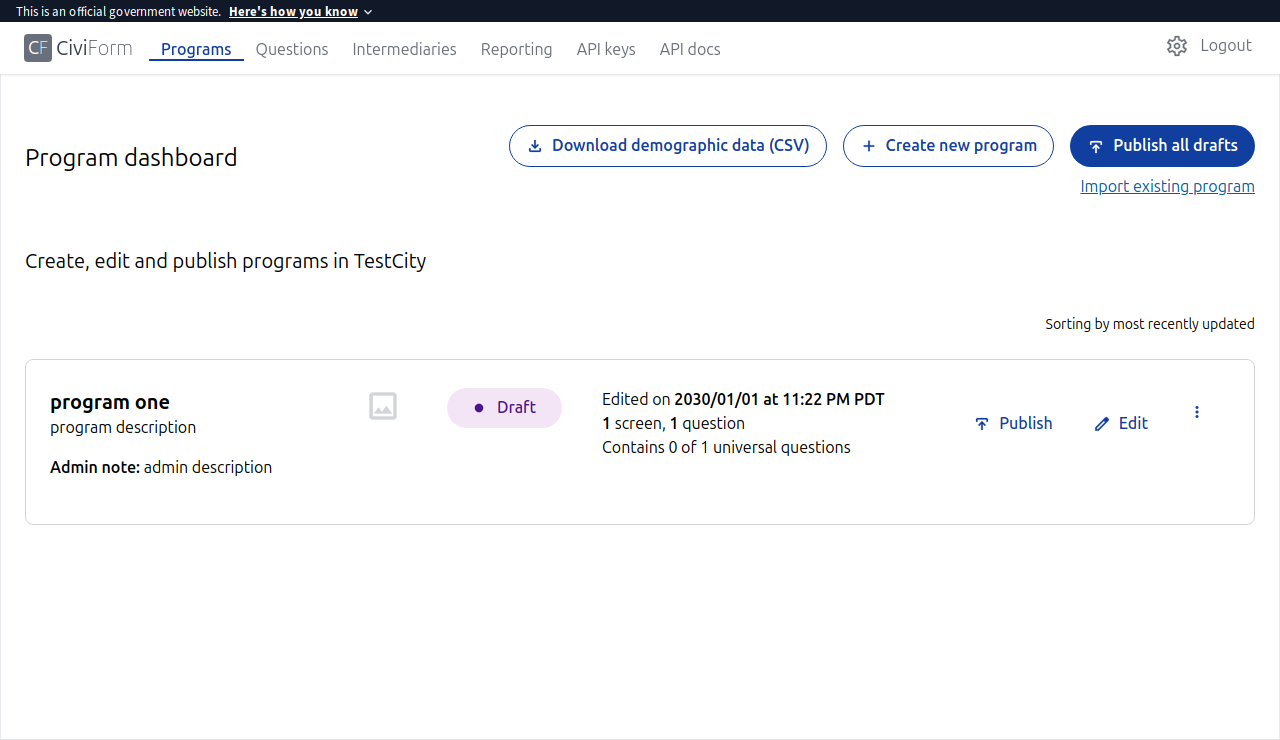 This is an official government website. Here's how you know
CF CiviForm Programs Questions Intermediaries Reporting API keys API docs Logout
Program dashboard
Download demographic data (CSV) Create new program Publish all drafts
Import existing program
Create, edit and publish programs in TestCity
Sorting by most recently updated
program one
program description
Admin note: admin description
Draft
Edited on 2030/01/01 at 11:22 PM PDT
1 screen, 1 question
Contains 0 of 1 universal questions
Publish Edit